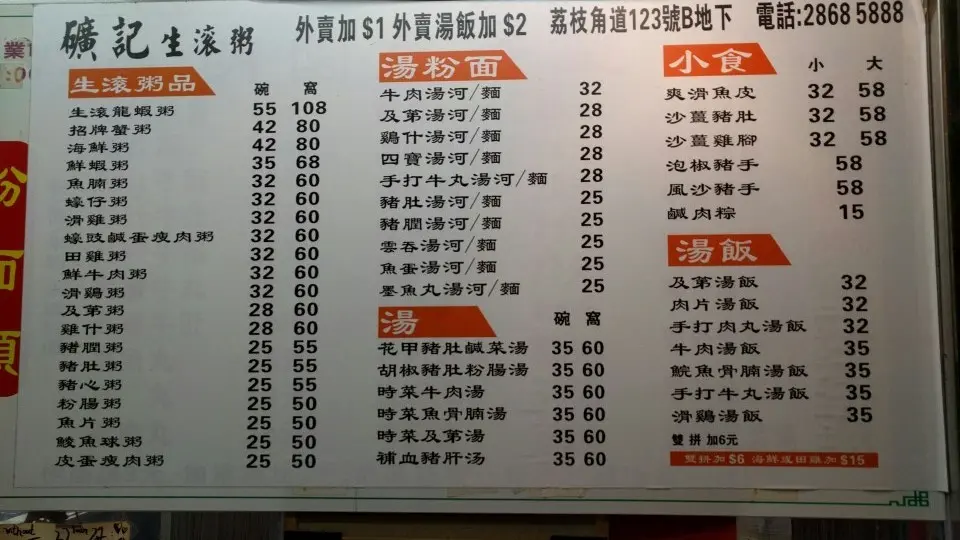 礦記生滾粥 外賣加 $1 外賣湯飯加 $2 荔枝角道123號B地下 電話:2868 5888
生滾粥品 碗 窩
生滾龍蝦粥 55 108
招牌蟹粥 42 80
海鮮粥 42 80
鮮蝦粥 35 68
魚腩粥 32 60
蠔仔粥 32 60
滑雞粥 32 60
蠔豉鹹蛋瘦肉粥 32 60
田雞粥 32 60
鮮牛肉粥 32 60
滑鷄粥 32 60
及第粥 28 60
雞什粥 28 60
豬膶粥 25 55
豬肚粥 25 55
豬心粥 25 55
粉腸粥 25 50
魚片粥 25 50
鯪魚球粥 25 50
皮蛋瘦肉粥 25 50
湯粉面
牛肉湯河/麵 32
及第湯河/麵 28
鷄什湯河/麵 28
四寶湯河/麵 28
手打牛丸湯河/麵 28
豬肚湯河/麵 25
豬膶湯河/麵 25
雲吞湯河/麵 25
魚蛋湯河/麵 25
墨魚丸湯河/麵 25
湯 碗 窩
花甲豬肚鹹菜湯 35 60
胡椒豬肚粉腸湯 35 60
時菜牛肉湯 35 60
時菜魚骨腩湯 35 60
時菜及第湯 35 60
補血豬肝汤 35 60
小食 小 大
爽滑魚皮 32 58
沙薑豬肚 32 58
沙薑雞腳 32 58
泡椒豬手 58
風沙豬手 58
鹹肉粽 15
湯飯
及第湯飯 32
肉片湯飯 32
手打肉丸湯飯 32
牛肉湯飯 35
鯇魚骨腩湯飯 35
手打牛丸湯飯 35
滑鷄湯飯 35
雙拼加6元
雙拼加 $6 海鮮或田雞加 $15
業
粉
面
類